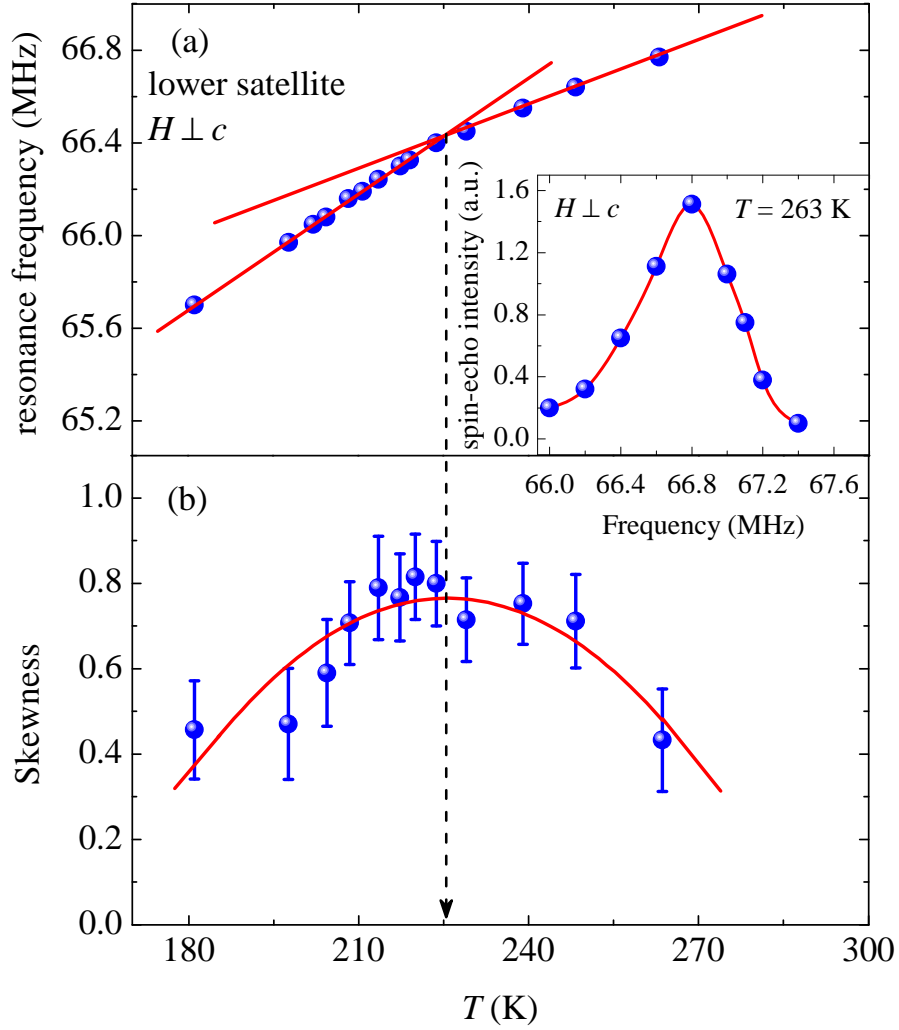 (a)
lower satellite
H ⊥ c
resonance frequency (MHz)
66.8
66.4
66.0
65.6
65.2
H ⊥ c
T = 263 K
spin-echo intensity (a.u.)
1.6
1.2
0.8
0.4
0.0
66.0 66.4 66.8 67.2 67.6
Frequency (MHz)
(b)
Skewness
1.0
0.8
0.6
0.4
0.2
0.0
180 210 240 270 300
T (K)